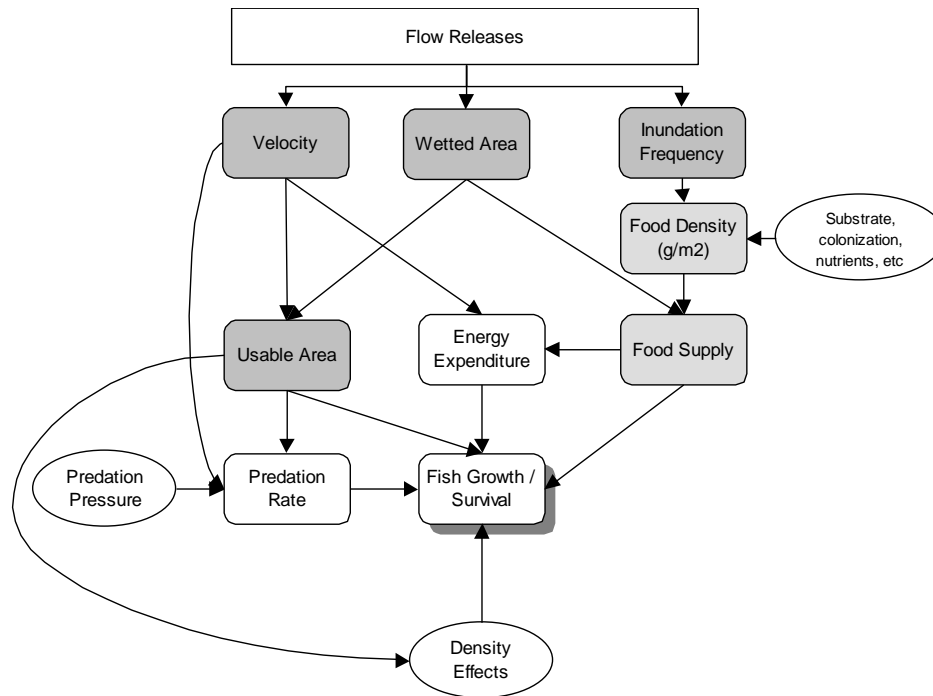 Flow Releases
Velocity
Wetted Area
Inundation
Frequency
Food Density
(g/m2)
Substrate,
colonization,
nutrients, etc
Usable Area
Energy
Expenditure
Food Supply
Predation
Pressure
Predation
Rate
Fish Growth /
Survival
Density
Effects